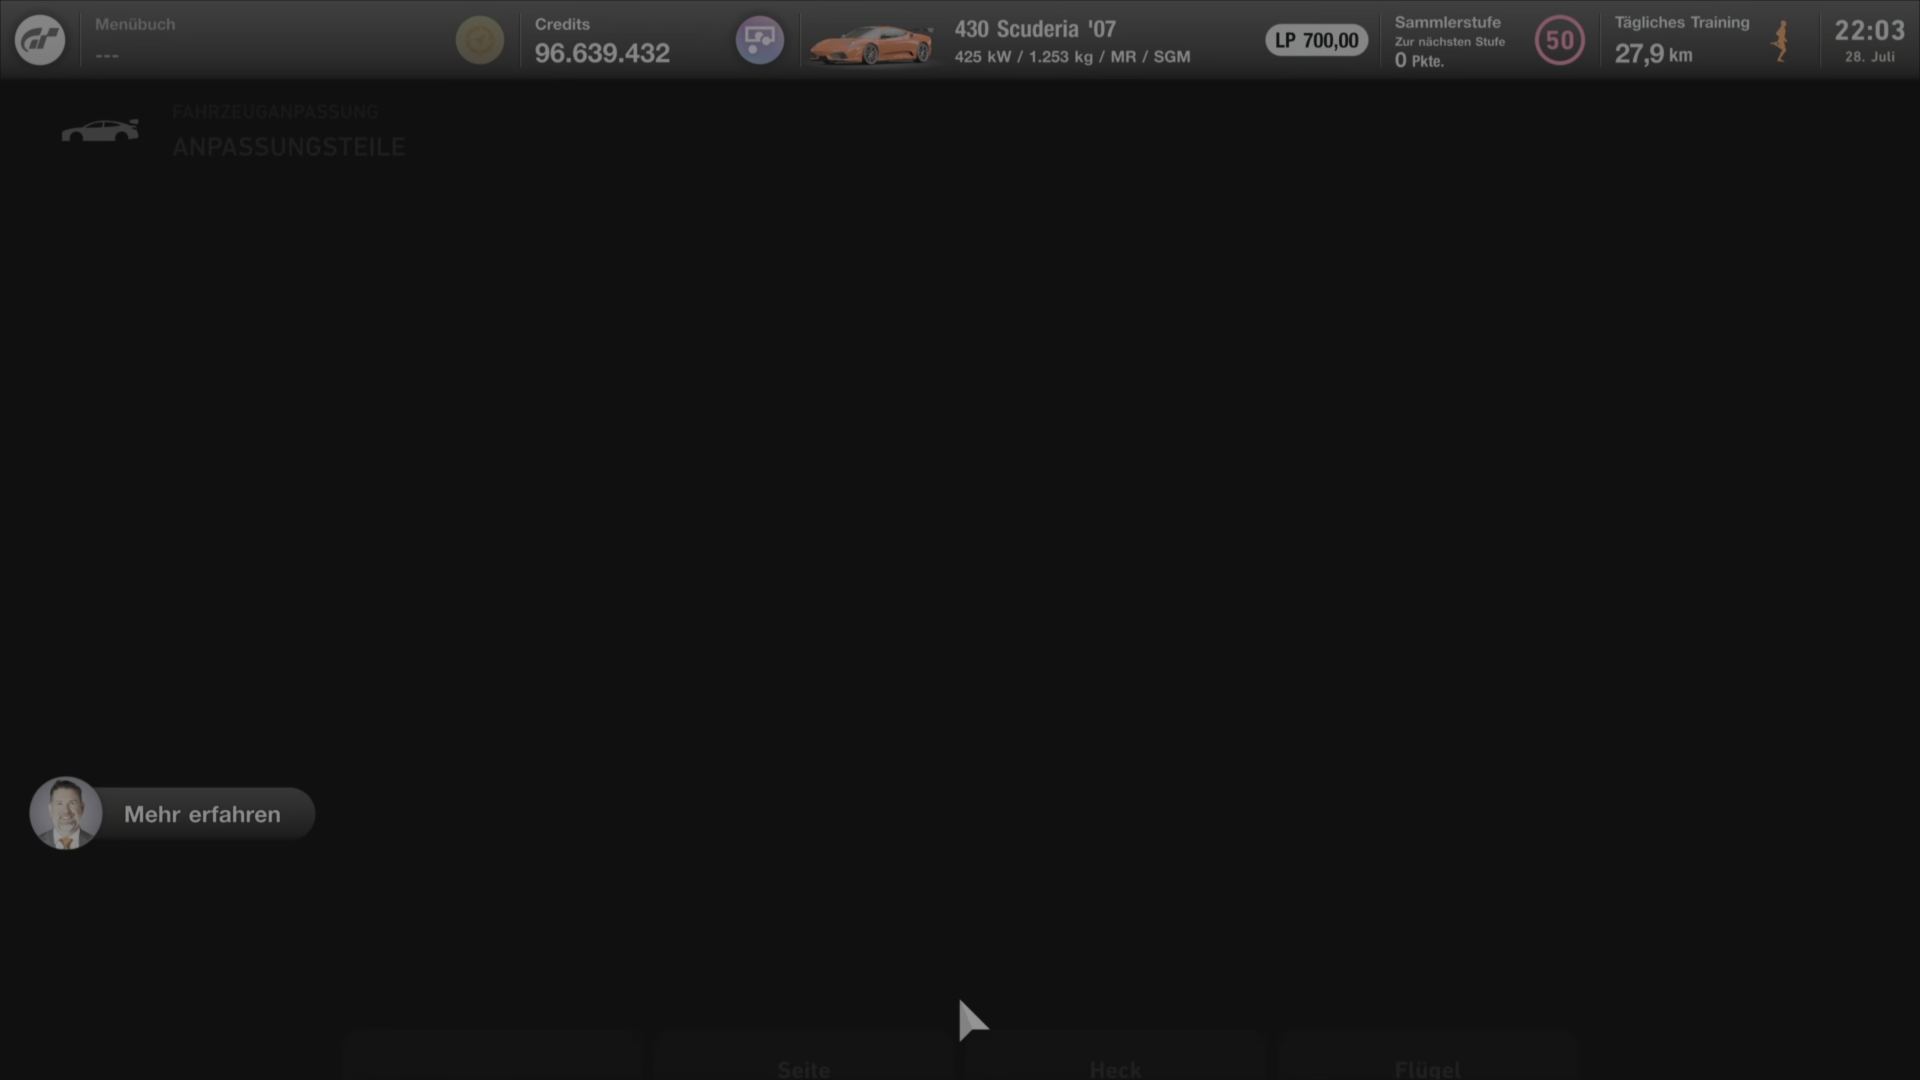 Menübuch
---
Credits
96.639.432
430 Scuderia '07
425 kW / 1.253 kg / MR / SGM
LP 700,00
Sammlerstufe
Zur nächsten Stufe
0 Pkte.
50
Tägliches Training
27,9 km
22:03
28. Juli
FAHRZEUGANPASSUNG
ANPASSUNGSTEILE
Mehr erfahren
Seite
Heck
Flügel